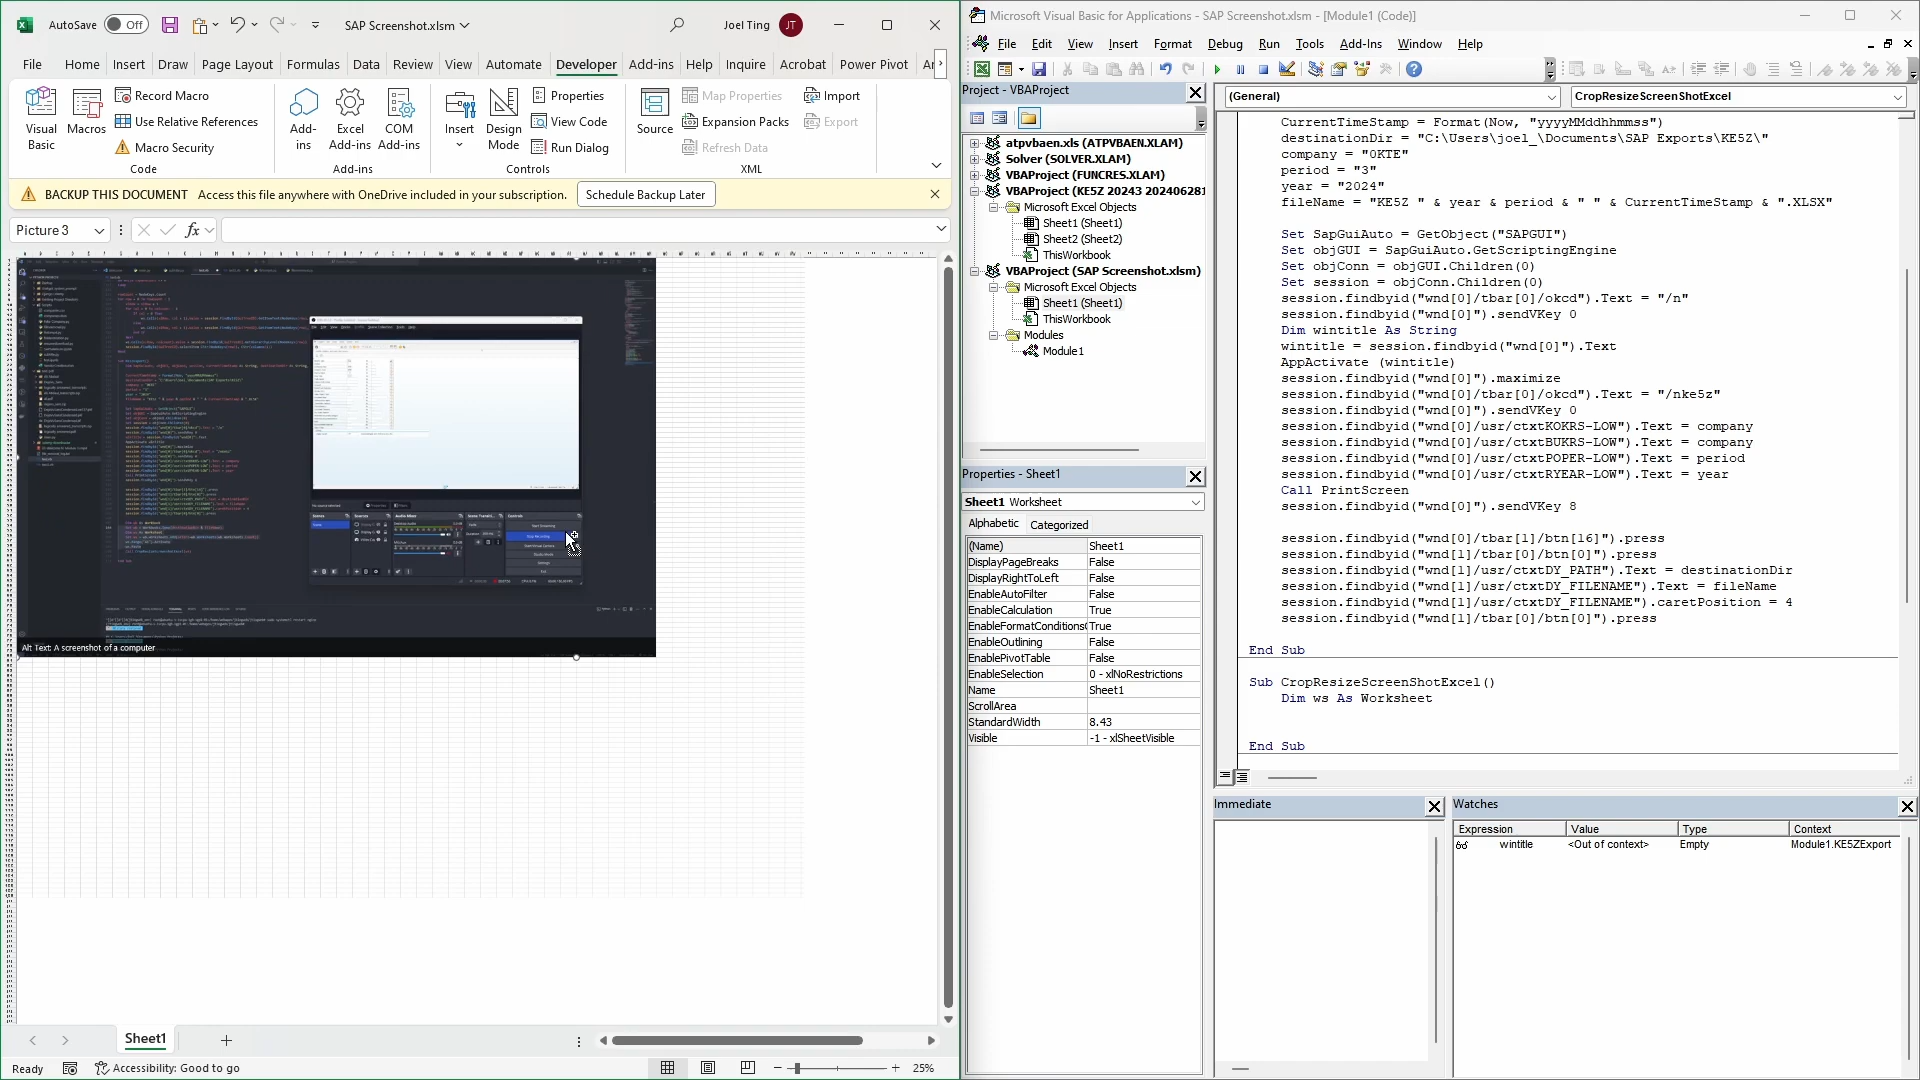 AutoSave Off SAP Screenshot.xlsm Joel Ting JT
File Home Insert Draw Page Layout Formulas Data Review View Automate Developer Add-ins Help Inquire Acrobat Power Pivot
Visual Basic
Macros
Record Macro
Use Relative References
Macro Security
Code
Add-ins
Excel Add-ins
COM Add-ins
Add-ins
Insert
Design Mode
Properties
View Code
Run Dialog
Controls
Source
Map Properties
Expansion Packs
Refresh Data
Import
Export
XML
BACKUP THIS DOCUMENT Access this file anywhere with OneDrive included in your subscription. Schedule Backup Later
Picture 3 fx
Alt Text: A screenshot of a computer
Sheet1
Ready Accessibility: Good to go 25%
Microsoft Visual Basic for Applications - SAP Screenshot.xlsm - [Module1 (Code)]
File Edit View Insert Format Debug Run Tools Add-Ins Window Help
Project - VBAProject
atpvbaen.xls (ATPVBAEN.XLAM)
Solver (SOLVER.XLAM)
VBAProject (FUNCRES.XLAM)
VBAProject (KE5Z 20243 202406281
Microsoft Excel Objects
Sheet1 (Sheet1)
Sheet2 (Sheet2)
ThisWorkbook
VBAProject (SAP Screenshot.xlsm)
Microsoft Excel Objects
Sheet1 (Sheet1)
ThisWorkbook
Modules
Module1
Properties - Sheet1
Sheet1 Worksheet
Alphabetic Categorized
(Name) Sheet1
DisplayPageBreaks False
DisplayRightToLeft False
EnableAutoFilter False
EnableCalculation True
EnableFormatConditions True
EnableOutlining False
EnablePivotTable False
EnableSelection 0 - xlNoRestrictions
Name Sheet1
ScrollArea
StandardWidth 8.43
Visible -1 - xlSheetVisible
(General) CropResizeScreenShotExcel
CurrentTimeStamp = Format(Now, "yyyyMMddhhmmss")
destinationDir = "C:\Users\joel_\Documents\SAP Exports\KE5Z\"
company = "0KTE"
period = "3"
year = "2024"
fileName = "KE5Z " & year & period & " " & CurrentTimeStamp & ".XLSX"
Set SapGuiAuto = GetObject("SAPGUI")
Set objGUI = SapGuiAuto.GetScriptingEngine
Set objConn = objGUI.Children(0)
Set session = objConn.Children(0)
session.findbyid("wnd[0]/tbar[0]/okcd").Text = "/n"
session.findbyid("wnd[0]").sendVKey 0
Dim wintitle As String
wintitle = session.findbyid("wnd[0]").Text
AppActivate (wintitle)
session.findbyid("wnd[0]").maximize
session.findbyid("wnd[0]/tbar[0]/okcd").Text = "/nke5z"
session.findbyid("wnd[0]").sendVKey 0
session.findbyid("wnd[0]/usr/ctxtKOKRS-LOW").Text = company
session.findbyid("wnd[0]/usr/ctxtBUKRS-LOW").Text = company
session.findbyid("wnd[0]/usr/ctxtPOPER-LOW").Text = period
session.findbyid("wnd[0]/usr/ctxtRYEAR-LOW").Text = year
Call PrintScreen
session.findbyid("wnd[0]").sendVKey 8
session.findbyid("wnd[0]/tbar[1]/btn[16]").press
session.findbyid("wnd[1]/tbar[0]/btn[0]").press
session.findbyid("wnd[1]/usr/ctxtDY_PATH").Text = destinationDir
session.findbyid("wnd[1]/usr/ctxtDY_FILENAME").Text = fileName
session.findbyid("wnd[1]/usr/ctxtDY_FILENAME").caretPosition = 4
session.findbyid("wnd[1]/tbar[0]/btn[0]").press
End Sub
Sub CropResizeScreenShotExcel()
Dim ws As Worksheet
End Sub
Immediate
Watches
Expression Value Type Context
wintitle <Out of context> Empty Module1.KE5ZExport